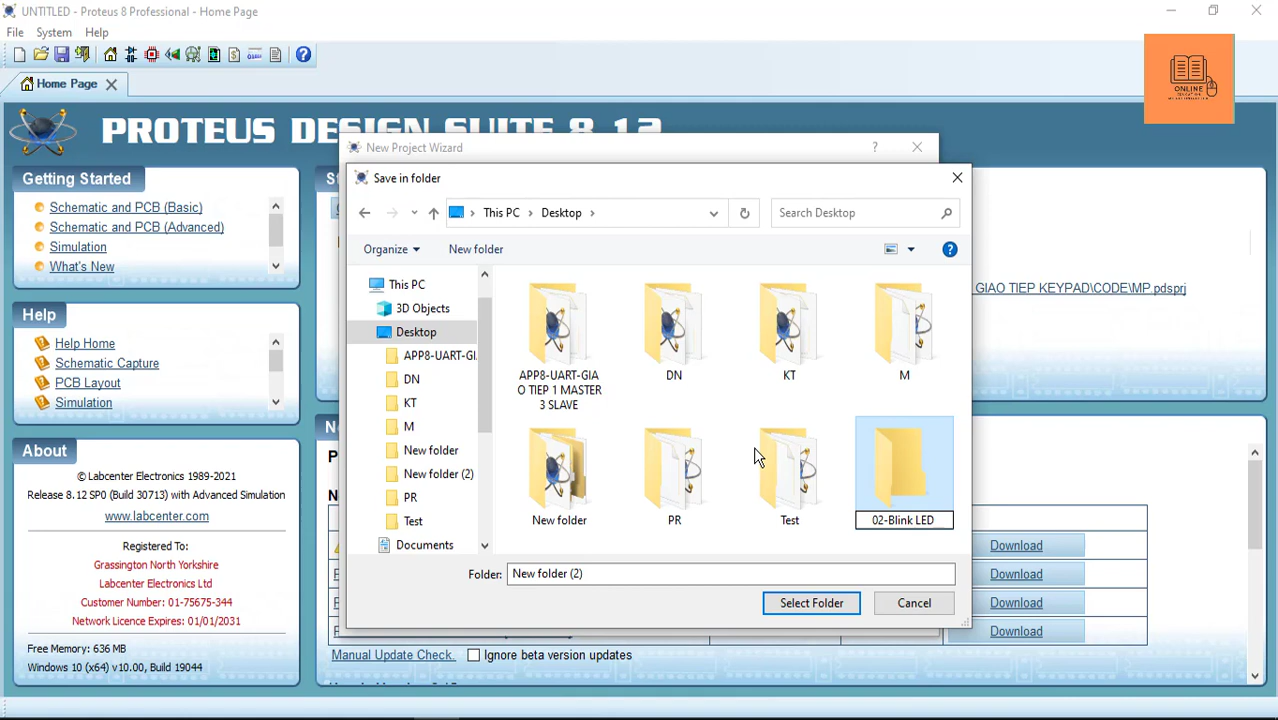 UNTITLED - Proteus 8 Professional - Home Page
File System Help
Home Page
ONLINE
EDUCATION
PROTEUS DESIGN SUITE 8.12
New Project Wizard
?
Save in folder
This PC
Desktop
Search Desktop
Organize
New folder
This PC
3D Objects
Desktop
APP8-UART-GI
DN
KT
M
New folder
New folder (2)
PR
Test
Documents
APP8-UART-GIA
O TIEP 1 MASTER
3 SLAVE
DN
KT
M
New folder
PR
Test
02-Blink LED
Folder:
New folder (2)
Select Folder
Cancel
Getting Started
Schematic and PCB (Basic)
Schematic and PCB (Advanced)
Simulation
What's New
Help
Help Home
Schematic Capture
PCB Layout
Simulation
About
© Labcenter Electronics 1989-2021
Release 8.12 SP0 (Build 30713) with Advanced Simulation
www.labcenter.com
Registered To:
Grassington North Yorkshire
Labcenter Electronics Ltd
Customer Number: 01-75675-344
Network Licence Expires: 01/01/2031
Free Memory: 636 MB
Windows 10 (x64) v10.00, Build 19044
GIAO TIEP KEYPAD\CODE\MP.pdsprj
Download
Download
Download
Download
Manual Update Check
Ignore beta version updates